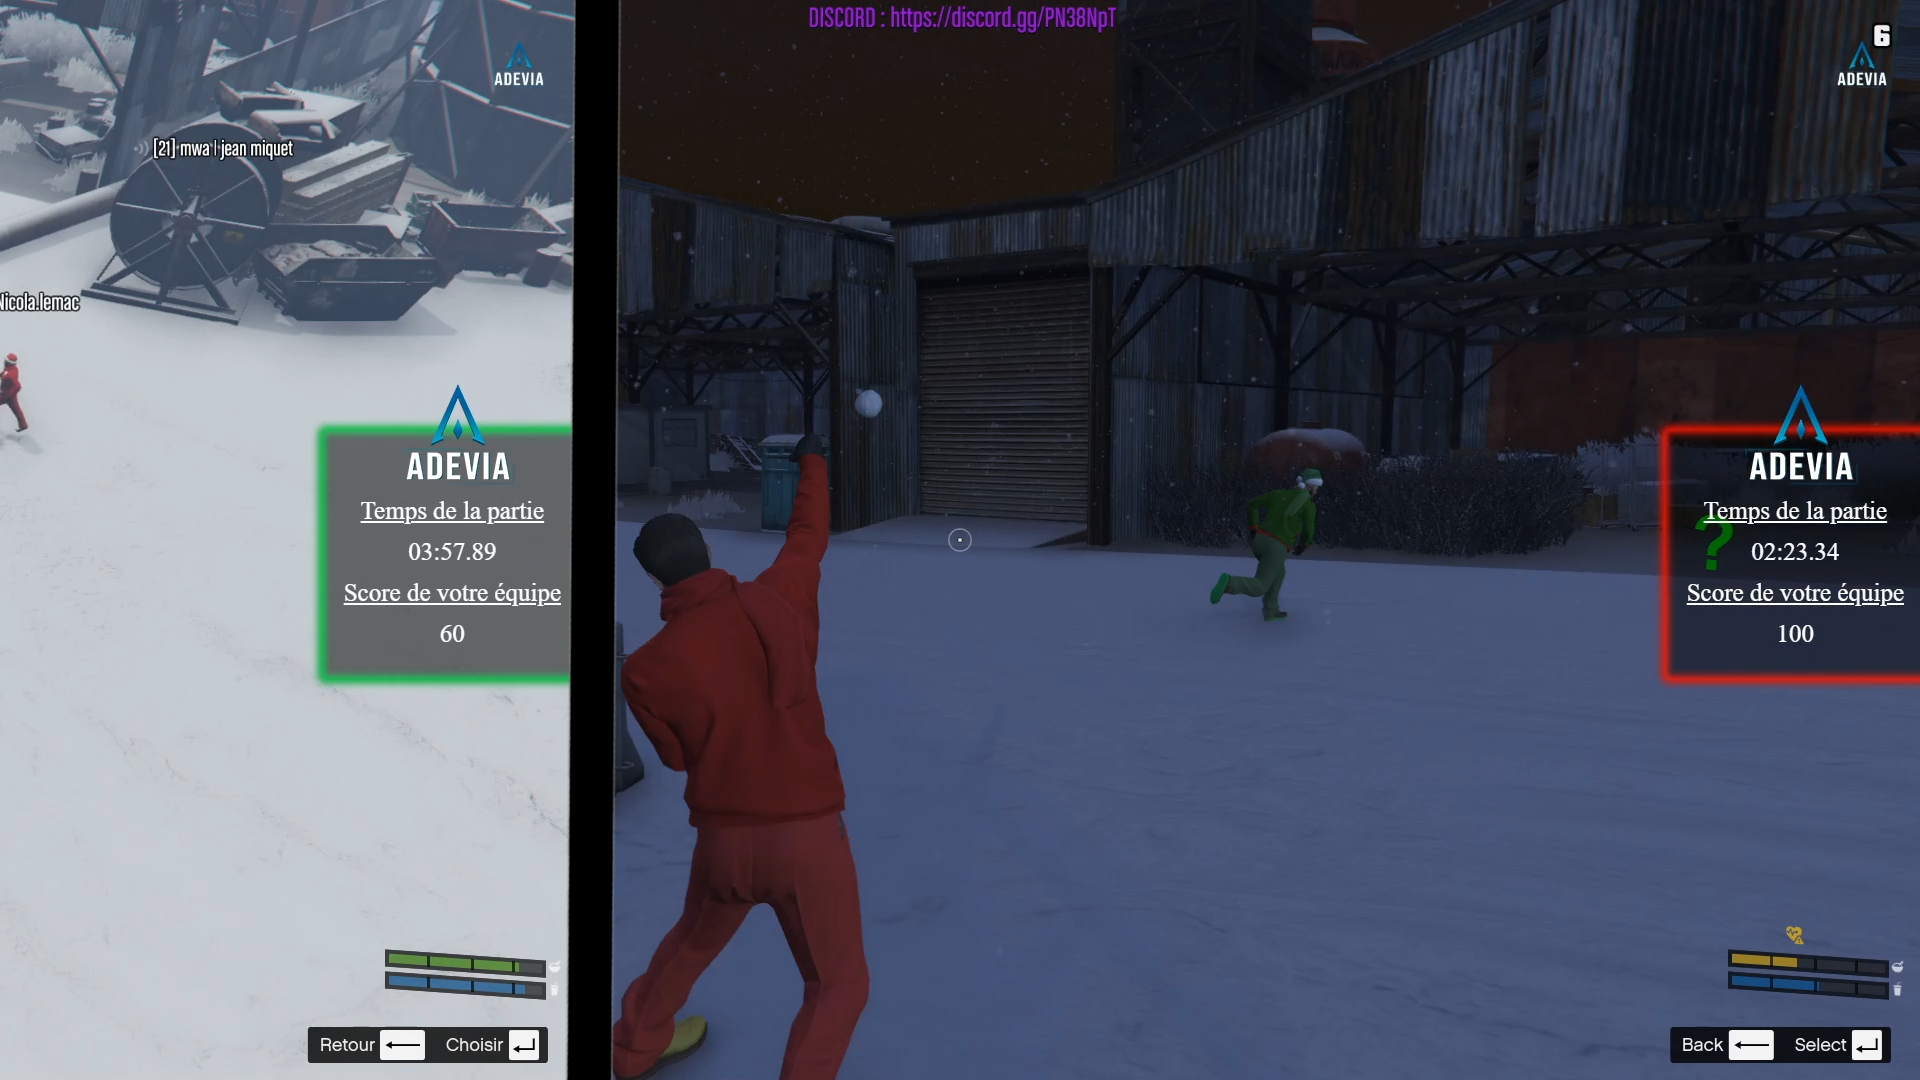 DISCORD : https://discord.gg/PN38NpT
ADEVIA
6
ADEVIA
[21] mwa | jean miquet
Nicola.lemac
ADEVIA
Temps de la partie
03:57.89
Score de votre équipe
60
ADEVIA
Temps de la partie
?
02:23.34
Score de votre équipe
100
Retour Choisir
Back Select